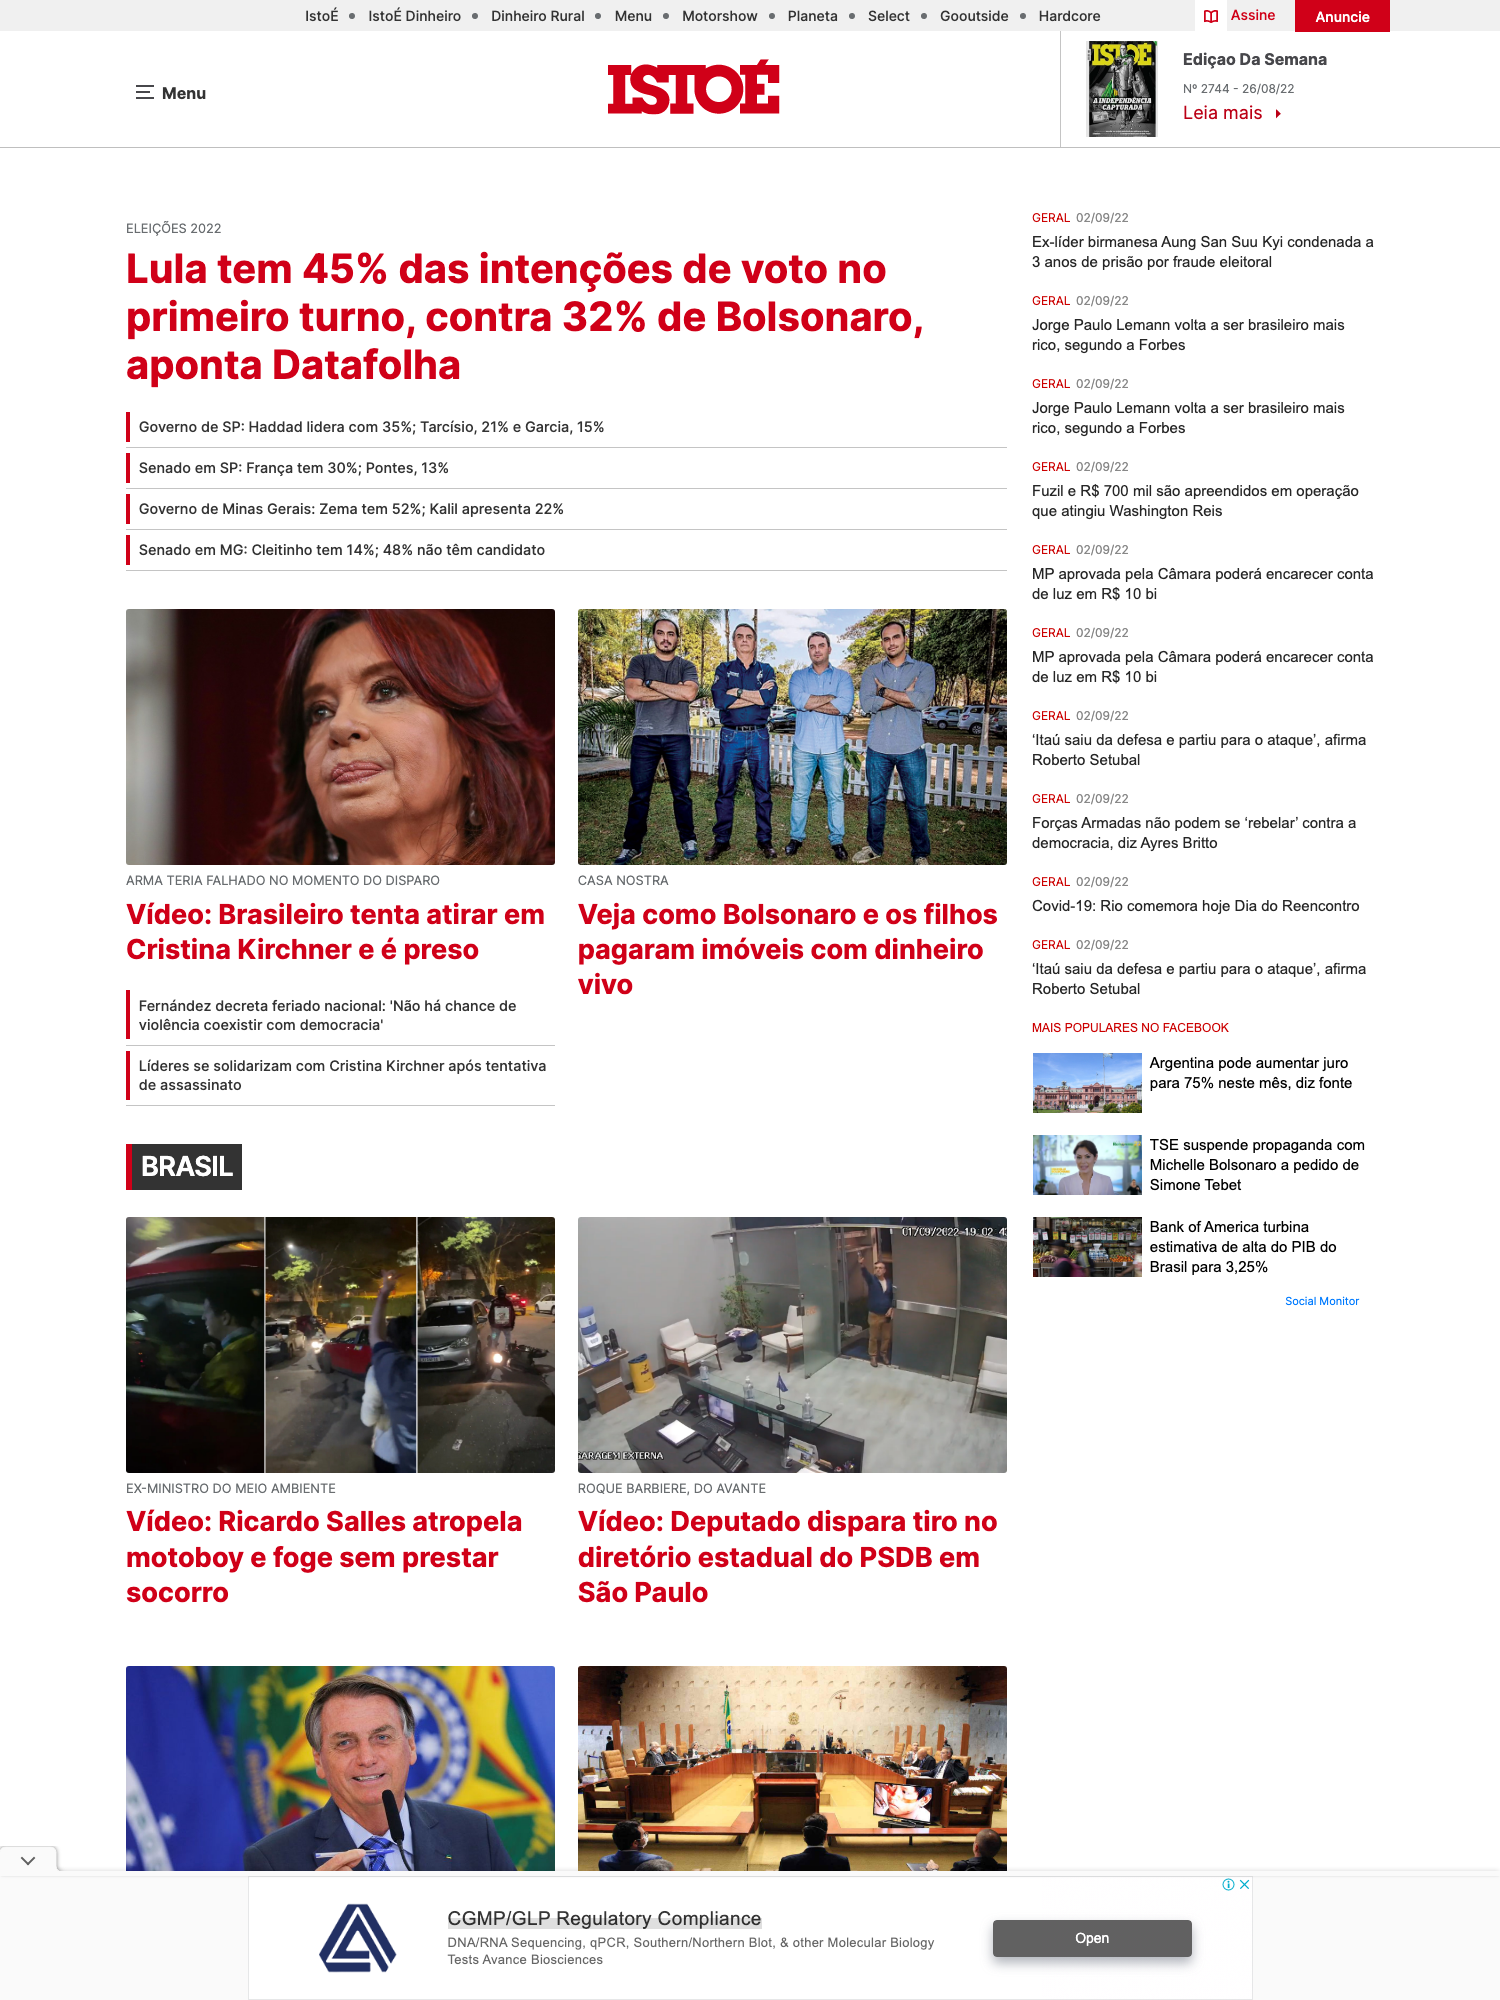 IstoÉ • IstoÉ Dinheiro • Dinheiro Rural • Menu • Motorshow • Planeta • Select • Gooutside • Hardcore
Assine
Anuncie
Menu
ISTOÉ
ISTOÉ
A INDEPENDÊNCIA
CAPTURADA
Ediçao Da Semana
Nº 2744 - 26/08/22
Leia mais
ELEIÇÕES 2022
Lula tem 45% das intenções de voto no
primeiro turno, contra 32% de Bolsonaro,
aponta Datafolha
Governo de SP: Haddad lidera com 35%; Tarcísio, 21% e Garcia, 15%
Senado em SP: França tem 30%; Pontes, 13%
Governo de Minas Gerais: Zema tem 52%; Kalil apresenta 22%
Senado em MG: Cleitinho tem 14%; 48% não têm candidato
ARMA TERIA FALHADO NO MOMENTO DO DISPARO
Vídeo: Brasileiro tenta atirar em
Cristina Kirchner e é preso
Fernández decreta feriado nacional: 'Não há chance de
violência coexistir com democracia'
Líderes se solidarizam com Cristina Kirchner após tentativa
de assassinato
CASA NOSTRA
Veja como Bolsonaro e os filhos
pagaram imóveis com dinheiro
vivo
BRASIL
EX-MINISTRO DO MEIO AMBIENTE
Vídeo: Ricardo Salles atropela
motoboy e foge sem prestar
socorro
01/09/2022 19 02 4
GARAGEM EXTERNA
ROQUE BARBIERE, DO AVANTE
Vídeo: Deputado dispara tiro no
diretório estadual do PSDB em
São Paulo
GERAL 02/09/22
Ex-líder birmanesa Aung San Suu Kyi condenada a
3 anos de prisão por fraude eleitoral
GERAL 02/09/22
Jorge Paulo Lemann volta a ser brasileiro mais
rico, segundo a Forbes
GERAL 02/09/22
Jorge Paulo Lemann volta a ser brasileiro mais
rico, segundo a Forbes
GERAL 02/09/22
Fuzil e R$ 700 mil são apreendidos em operação
que atingiu Washington Reis
GERAL 02/09/22
MP aprovada pela Câmara poderá encarecer conta
de luz em R$ 10 bi
GERAL 02/09/22
MP aprovada pela Câmara poderá encarecer conta
de luz em R$ 10 bi
GERAL 02/09/22
‘Itaú saiu da defesa e partiu para o ataque’, afirma
Roberto Setubal
GERAL 02/09/22
Forças Armadas não podem se ‘rebelar’ contra a
democracia, diz Ayres Britto
GERAL 02/09/22
Covid-19: Rio comemora hoje Dia do Reencontro
GERAL 02/09/22
‘Itaú saiu da defesa e partiu para o ataque’, afirma
Roberto Setubal
MAIS POPULARES NO FACEBOOK
Argentina pode aumentar juro
para 75% neste mês, diz fonte
TSE suspende propaganda com
Michelle Bolsonaro a pedido de
Simone Tebet
Bank of America turbina
estimativa de alta do PIB do
Brasil para 3,25%
Social Monitor
CGMP/GLP Regulatory Compliance
DNA/RNA Sequencing, qPCR, Southern/Northern Blot, & other Molecular Biology
Tests Avance Biosciences
Open